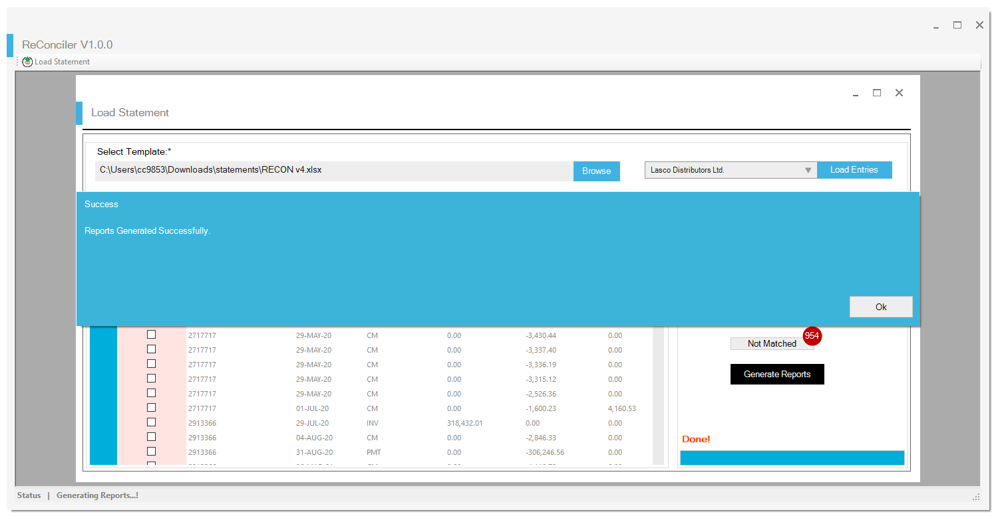 ReConciler V1.0.0
Load Statement
Load Statement
Select Template:*
C:\Users\cc9853\Downloads\statements\RECON v4.xlsx
Browse
Lasco Distributors Ltd.
Load Entries
Success
Reports Generated Successfully.
Ok
2717717 29-MAY-20 CM 0.00 -3,430.44 0.00
2717717 29-MAY-20 CM 0.00 -3,337.40 0.00
2717717 29-MAY-20 CM 0.00 -3,336.19 0.00
2717717 29-MAY-20 CM 0.00 -3,315.12 0.00
2717717 29-MAY-20 CM 0.00 -2,526.36 0.00
2717717 01-JUL-20 CM 0.00 -1,600.23 4,160.53
2913366 29-JUL-20 INV 318,432.01 0.00 0.00
2913366 04-AUG-20 CM 0.00 -2,846.33 0.00
2913366 31-AUG-20 PMT 0.00 -306,246.56 0.00
954
Not Matched
Generate Reports
Done!
Status | Generating Reports...!